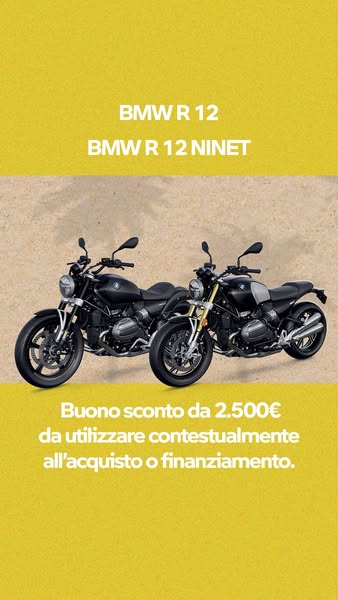 BMW R 12
BMW R 12 NINET
Buono sconto da 2.500€
da utilizzare contestualmente
all'acquisto o finanziamento.